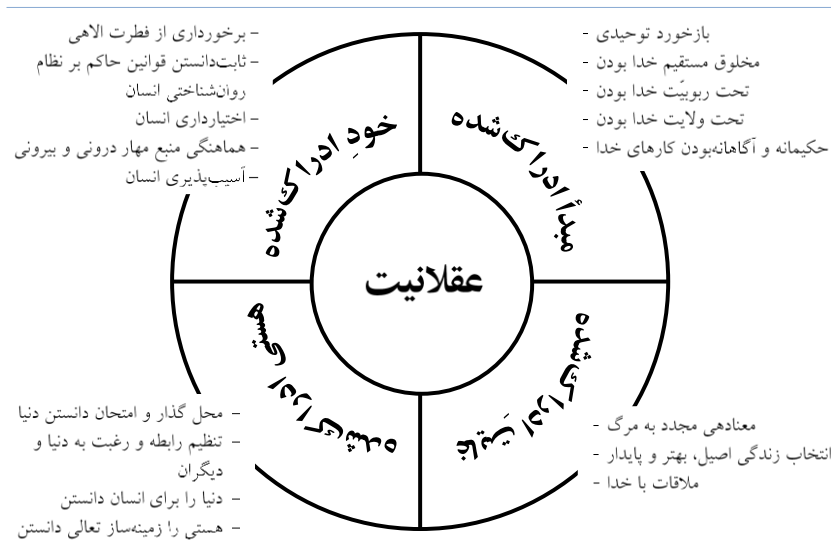 - بازخورد توحیدی
- مخلوق مستقیم خدا بودن
- تحت ربوبیّت خدا بودن
- تحت ولایت خدا بودن
- حکیمانه و آگاهانه‌بودن کارهای خدا
مبدأ ادراک‌شده
- برخورداری از فطرت الاهی
- ثابت‌دانستن قوانین حاکم بر نظام
روان‌شناختی انسان
- اختیارداری انسان
- هماهنگی منبع مهار درونی و بیرونی
- آسیب‌پذیری انسان
خودِ ادراک‌شده
عقلانیت
غایتِ ادراک‌شده
- معنادهی مجدد به مرگ
- انتخاب زندگی اصیل، بهتر و پایدار
- ملاقات با خدا
هستی ادراک‌شده
- محل گذار و امتحان دانستن دنیا
- تنظیم رابطه و رغبت به دنیا و
دیگران
- دنیا را برای انسان دانستن
- هستی را زمینه‌ساز تعالی دانستن